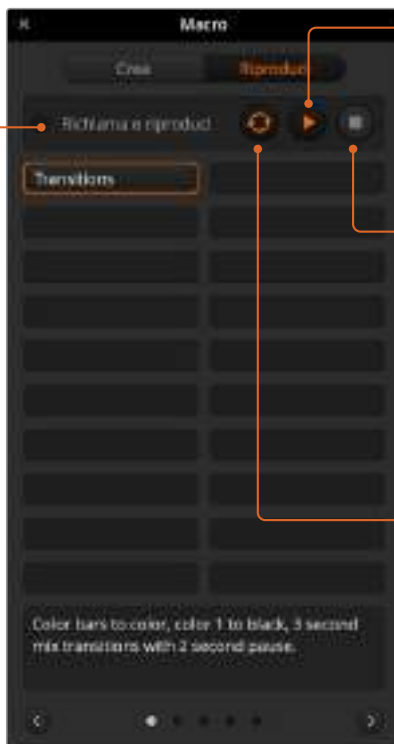 Macro
Crea Riproduci
Richiama e riproduci
Transitions
Color bars to color, color 1 to black, 3 second
mix transitions with 2 second pause.